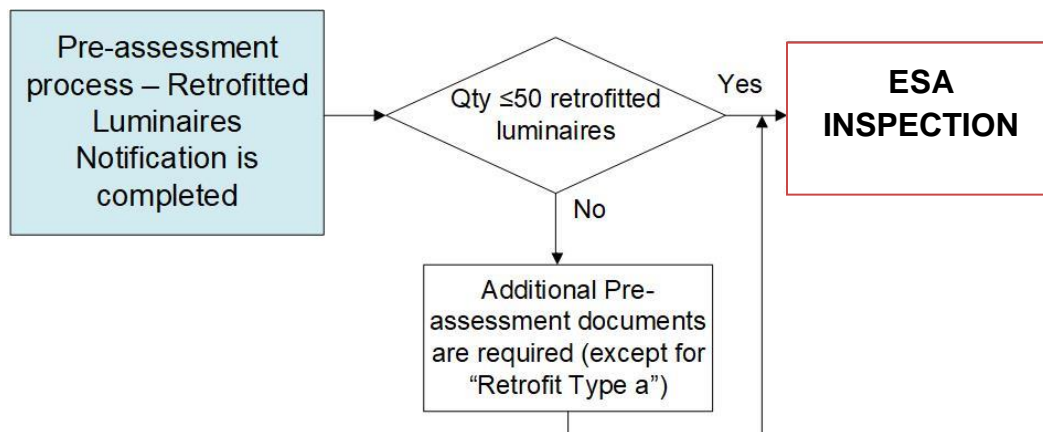 Pre-assessment
process – Retrofitted
Luminaires
Notification is
completed
Qty ≤50 retrofitted
luminaires
Yes
ESA
INSPECTION
No
Additional Pre-
assessment documents
are required (except for
“Retrofit Type a”)